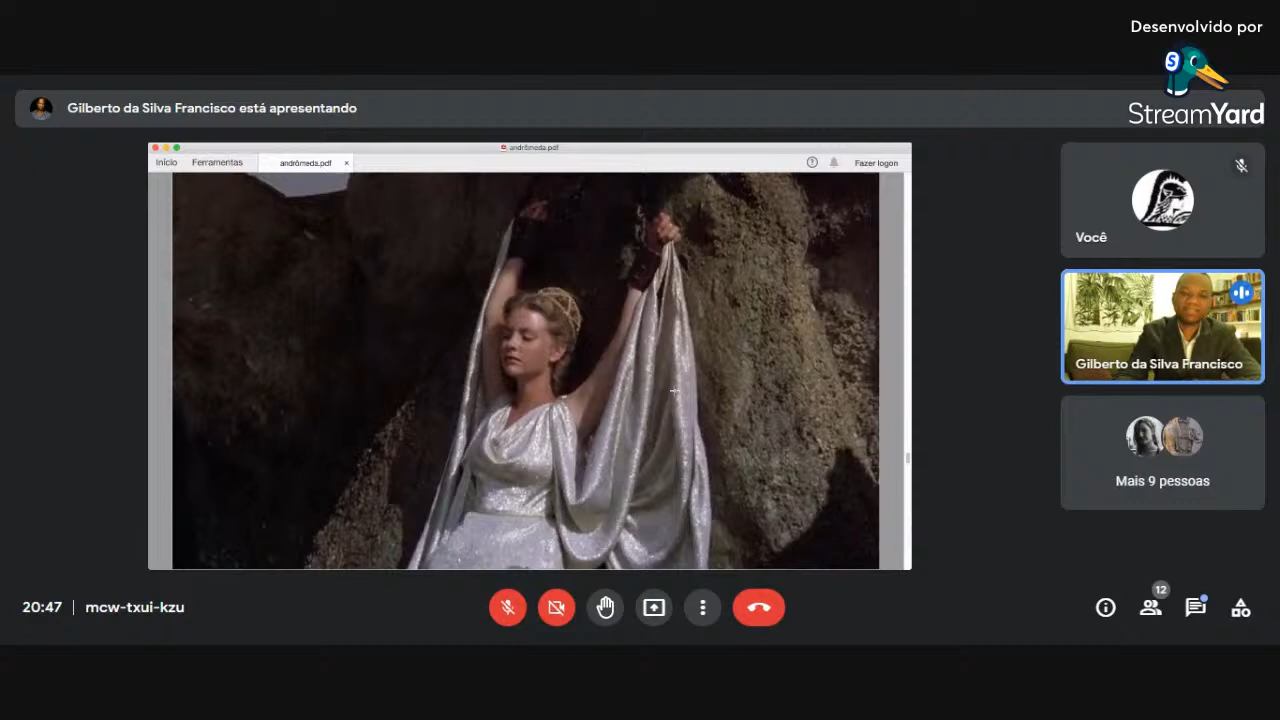 Desenvolvido por
StreamYard
Gilberto da Silva Francisco está apresentando
andrômeda.pdf
Início
Ferramentas
andrômeda.pdf
×
Fazer logon
Você
Gilberto da Silva Francisco
Mais 9 pessoas
20:47 | mcw-txui-kzu
12